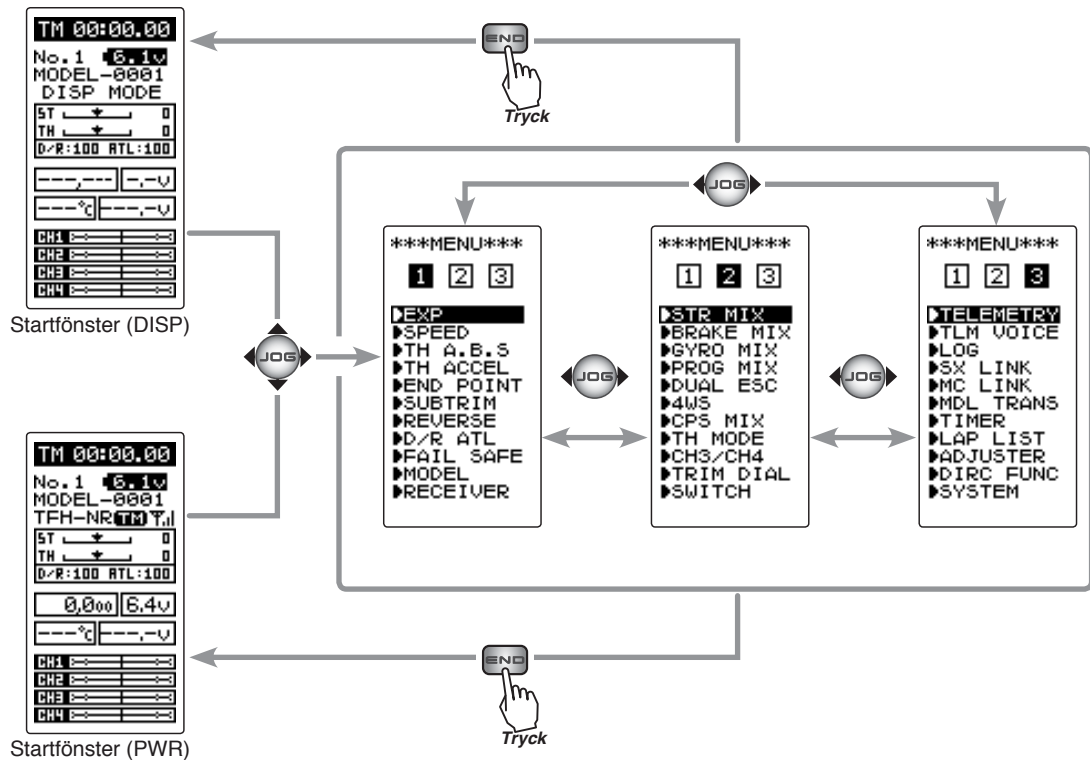 TM 00:00.00
No.1 6.1v
MODEL-0001
DISP MODE
ST 0
TH 0
D/R:100 ATL:100
---,--- -.-v
---°C ---.-v
CH1
CH2
CH3
CH4
Startfönster (DISP)
TM 00:00.00
No.1 6.1v
MODEL-0001
TFH-NR TM
ST 0
TH 0
D/R:100 ATL:100
0,000 6.4v
---°C ---.-v
CH1
CH2
CH3
CH4
Startfönster (PWR)
JOG
END
Tryck
JOG
***MENU***
1 2 3
EXP
SPEED
TH A.B.S
TH ACCEL
END POINT
SUBTRIM
REVERSE
D/R ATL
FAIL SAFE
MODEL
RECEIVER
JOG
***MENU***
1 2 3
STR MIX
BRAKE MIX
GYRO MIX
PROG MIX
DUAL ESC
4WS
CPS MIX
TH MODE
CH3/CH4
TRIM DIAL
SWITCH
JOG
***MENU***
1 2 3
TELEMETRY
TLM VOICE
LOG
SX LINK
MC LINK
MDL TRANS
TIMER
LAP LIST
ADJUSTER
DIRC FUNC
SYSTEM
END
Tryck